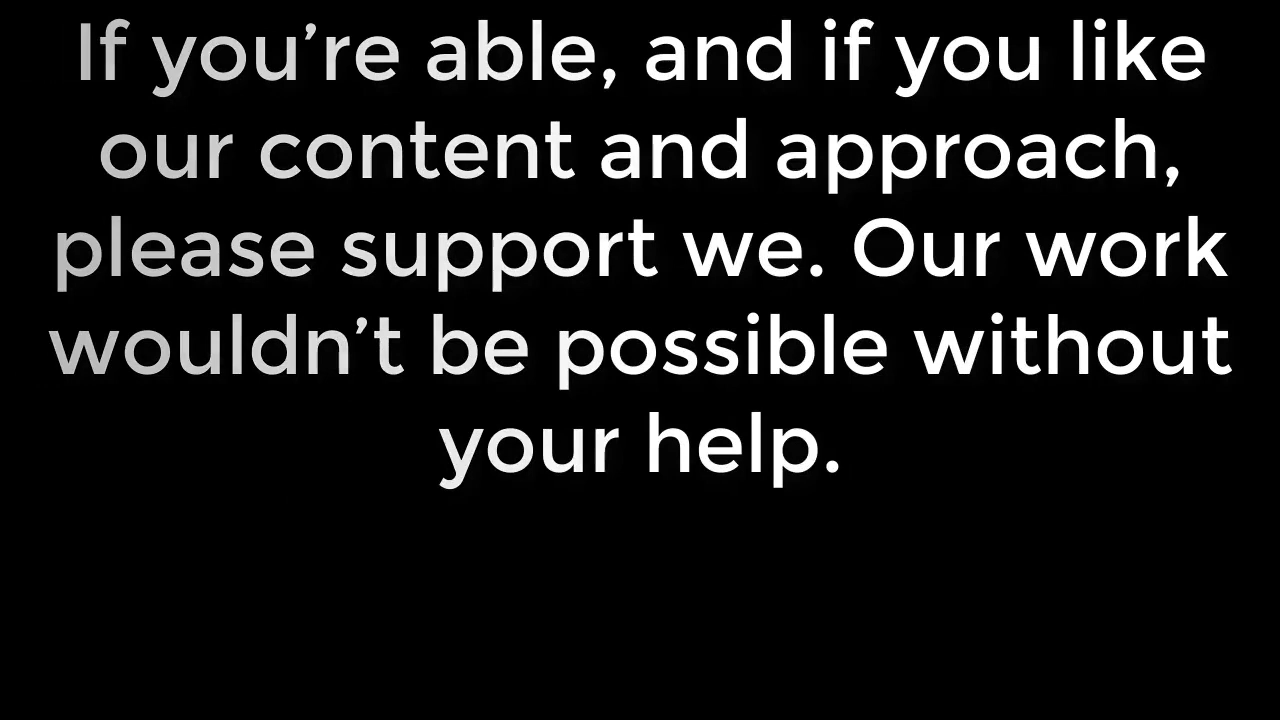 If you’re able, and if you like
our content and approach,
please support we. Our work
wouldn’t be possible without
your help.